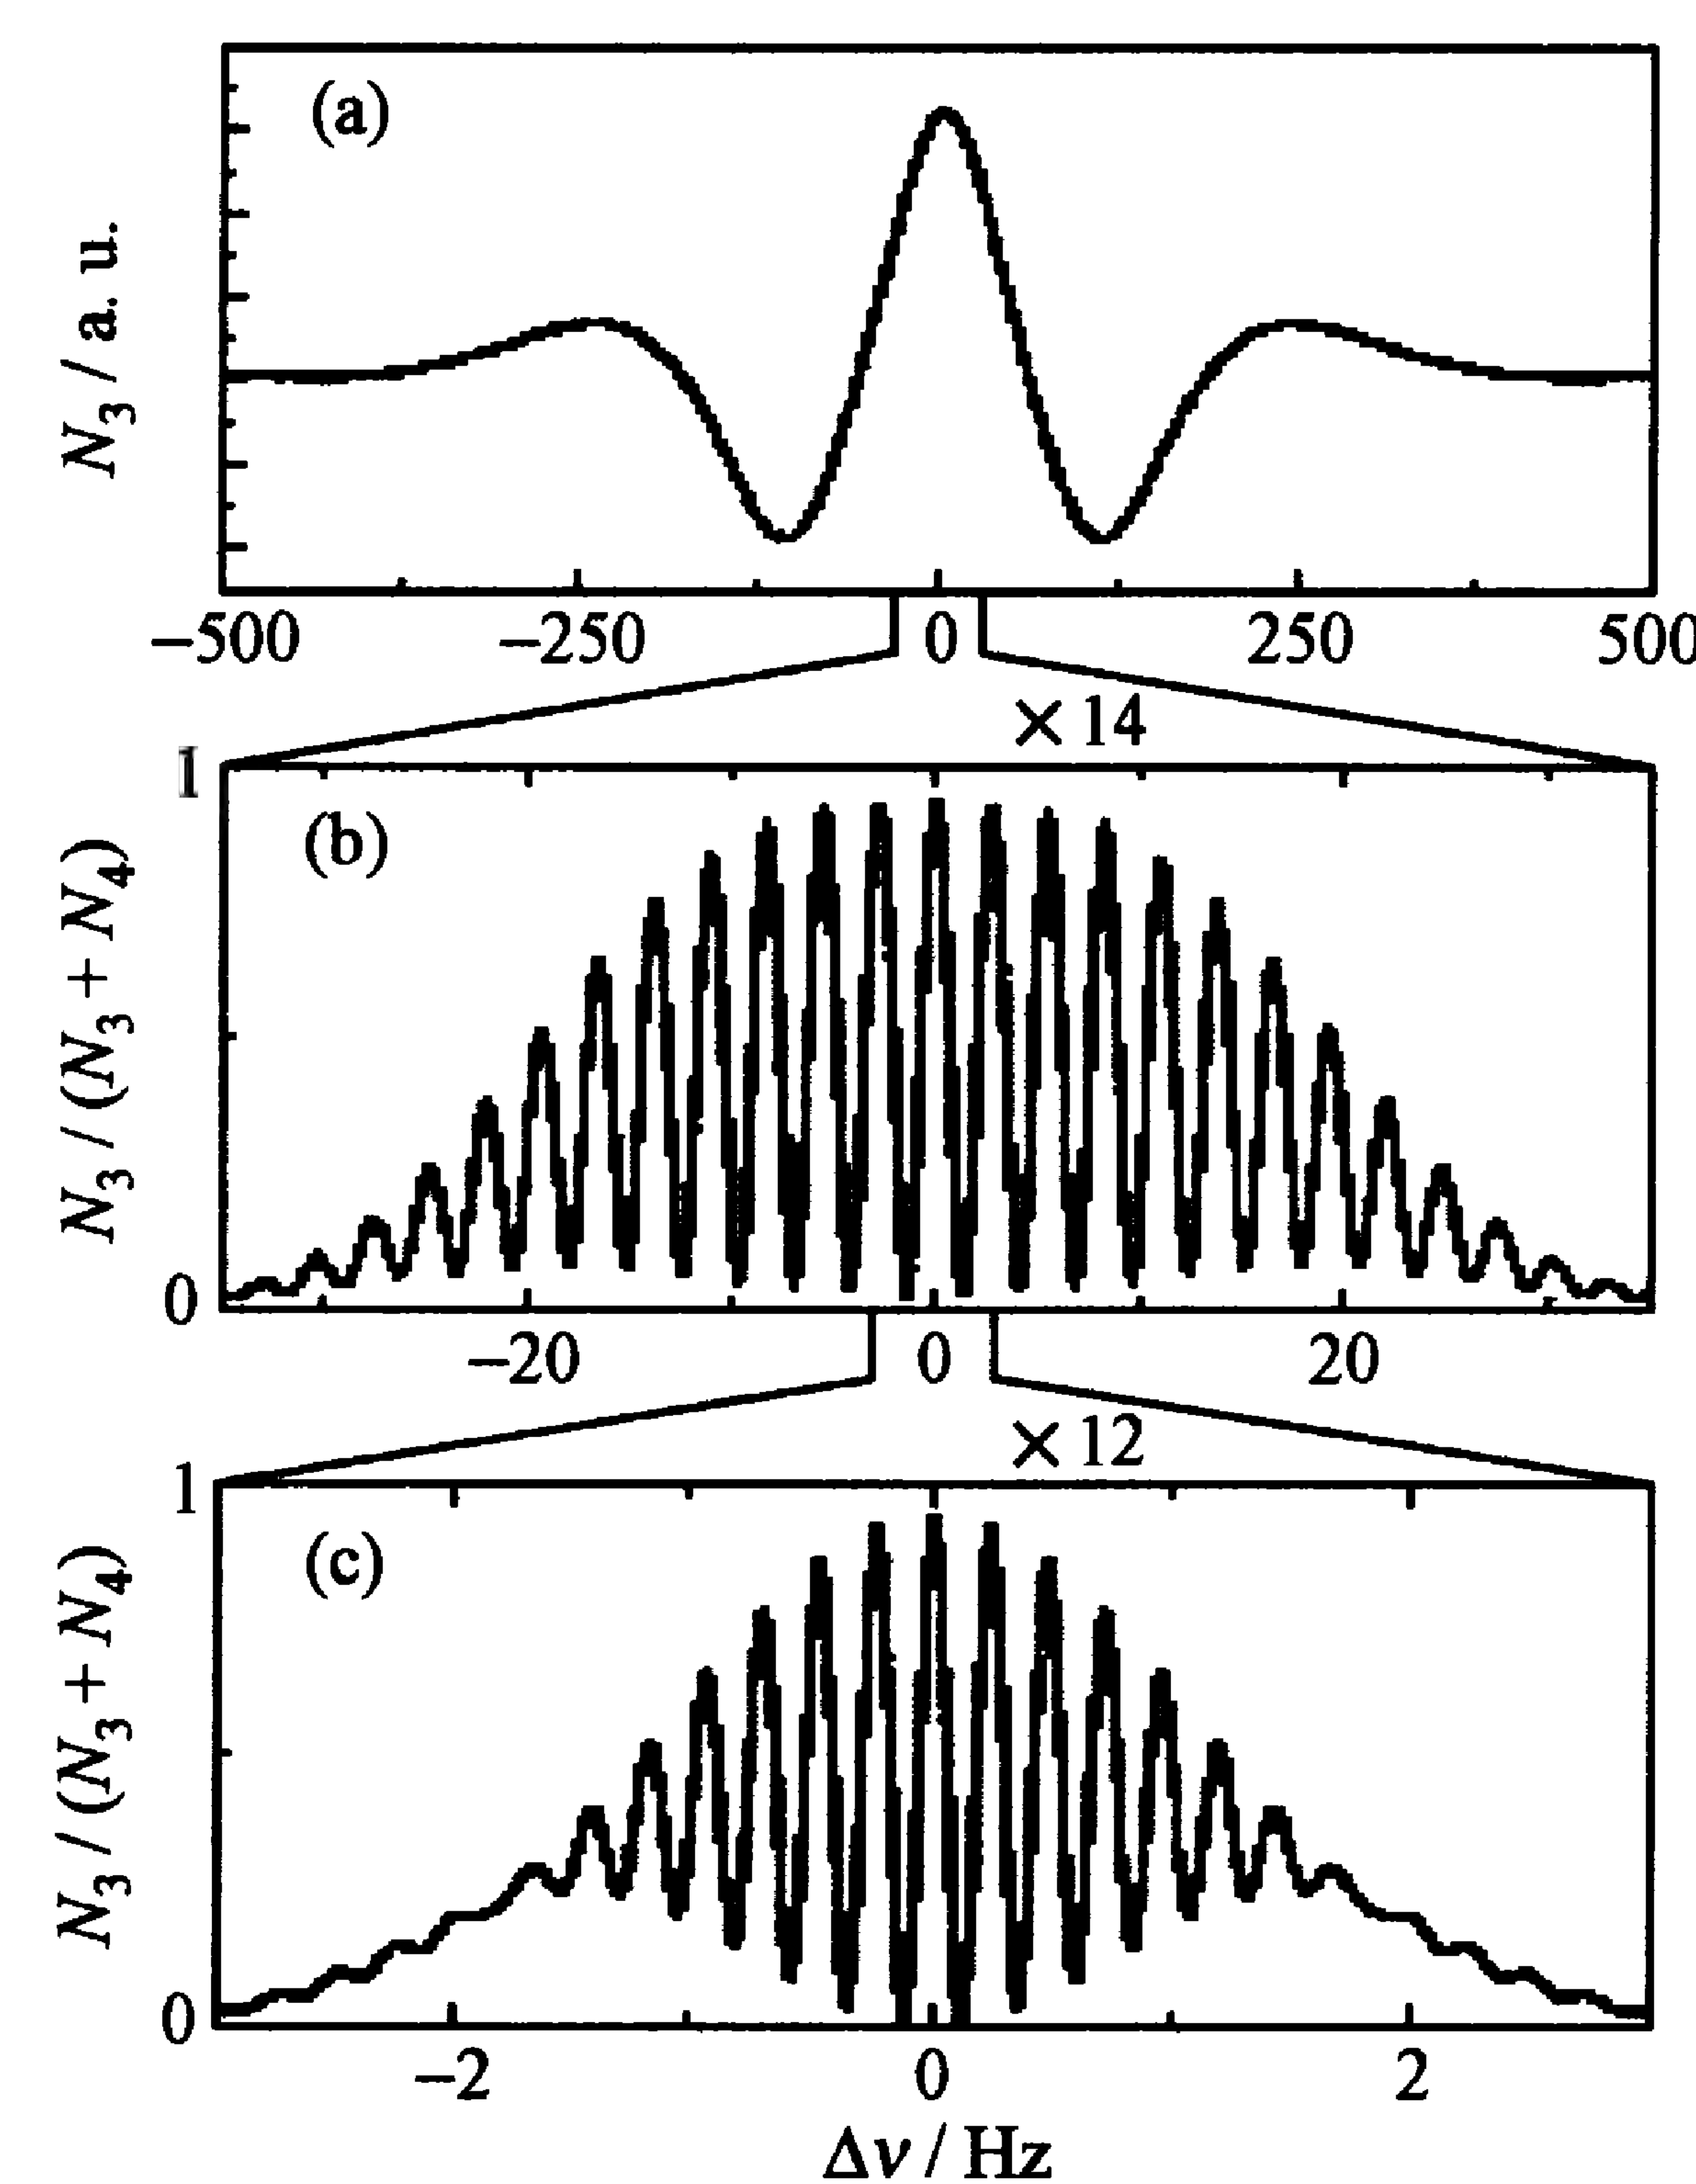 (a)
N₃ / a. u.
−500 −250 0 250 500
× 14
1
(b)
N₃ / (N₃ + N₄)
0
−20 0 20
× 12
1
(c)
N₃ / (N₃ + N₄)
0
−2 0 2
Δν / Hz